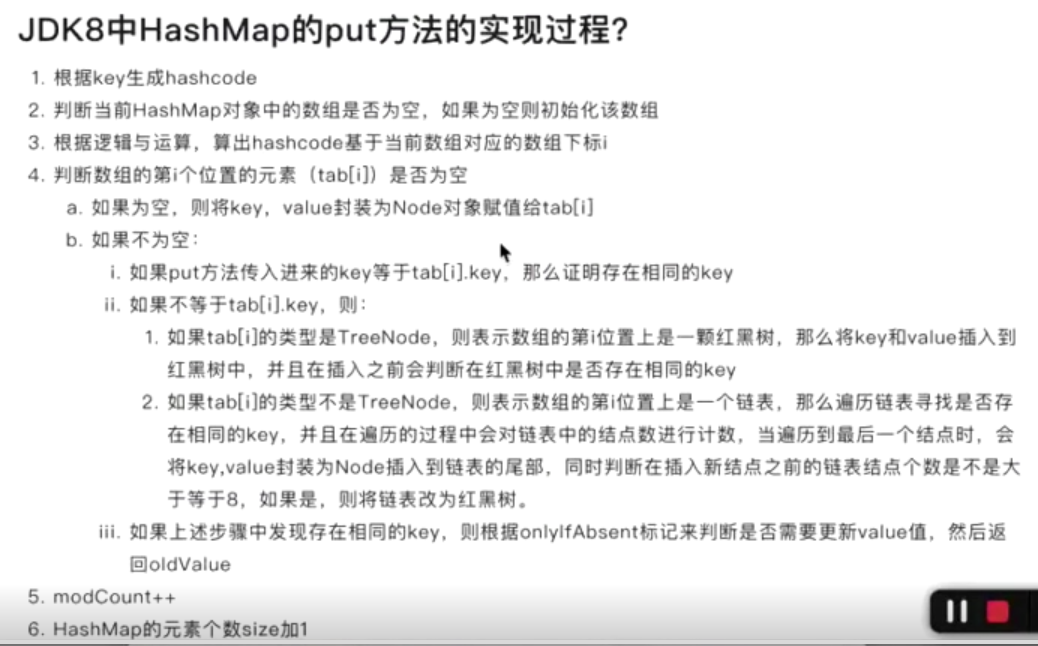 JDK8中HashMap的put方法的实现过程?
1. 根据key生成hashcode
2. 判断当前HashMap对象中的数组是否为空，如果为空则初始化该数组
3. 根据逻辑与运算，算出hashcode基于当前数组对应的数组下标i
4. 判断数组的第i个位置的元素（tab[i]）是否为空
a. 如果为空，则将key，value封装为Node对象赋值给tab[i]
b. 如果不为空：
i. 如果put方法传入进来的key等于tab[i].key，那么证明存在相同的key
ii. 如果不等于tab[i].key，则：
1. 如果tab[i]的类型是TreeNode，则表示数组的第i位置上是一颗红黑树，那么将key和value插入到
红黑树中，并且在插入之前会判断在红黑树中是否存在相同的key
2. 如果tab[i]的类型不是TreeNode，则表示数组的第i位置上是一个链表，那么遍历链表寻找是否存
在相同的key，并且在遍历的过程中会对链表中的结点数进行计数，当遍历到最后一个结点时，会
将key,value封装为Node插入到链表的尾部，同时判断在插入新结点之前的链表结点个数是不是大
于等于8，如果是，则将链表改为红黑树。
iii. 如果上述步骤中发现存在相同的key，则根据onlyIfAbsent标记来判断是否需要更新value值，然后返
回oldValue
5. modCount++
6. HashMap的元素个数size加1